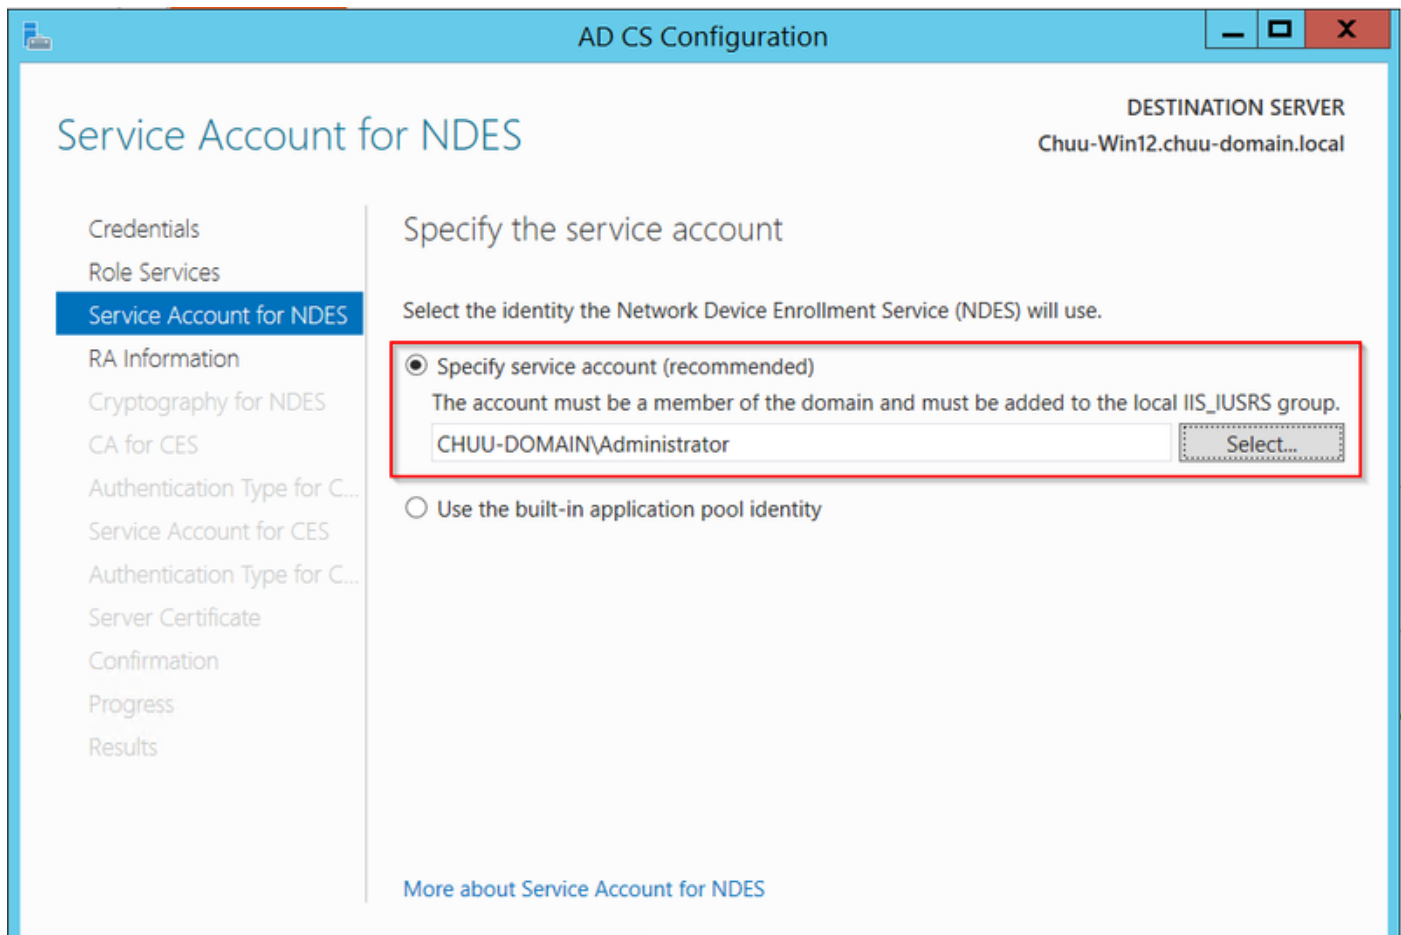 AD CS Configuration
X
Service Account for NDES
DESTINATION SERVER
Chuu-Win12.chuu-domain.local
Credentials
Role Services
Service Account for NDES
RA Information
Cryptography for NDES
CA for CES
Authentication Type for C...
Service Account for CES
Authentication Type for C...
Server Certificate
Confirmation
Progress
Results
Specify the service account
Select the identity the Network Device Enrollment Service (NDES) will use.
Specify service account (recommended)
The account must be a member of the domain and must be added to the local IIS_IUSRS group.
CHUU-DOMAIN\Administrator
Select...
Use the built-in application pool identity
More about Service Account for NDES